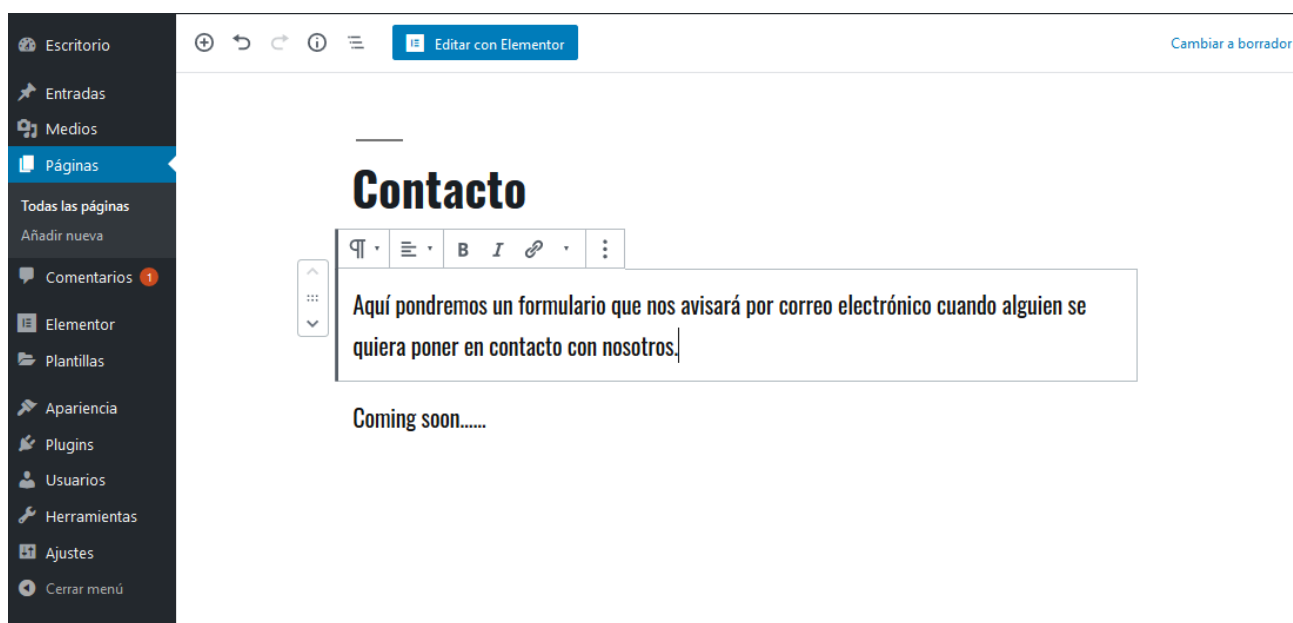 Escritorio
Entradas
Medios
Páginas
Todas las páginas
Añadir nueva
Comentarios 1
Elementor
Plantillas
Apariencia
Plugins
Usuarios
Herramientas
Ajustes
Cerrar menú
Editar con Elementor
Cambiar a borrador
Contacto
B I
Aquí pondremos un formulario que nos avisará por correo electrónico cuando alguien se
quiera poner en contacto con nosotros.
Coming soon......